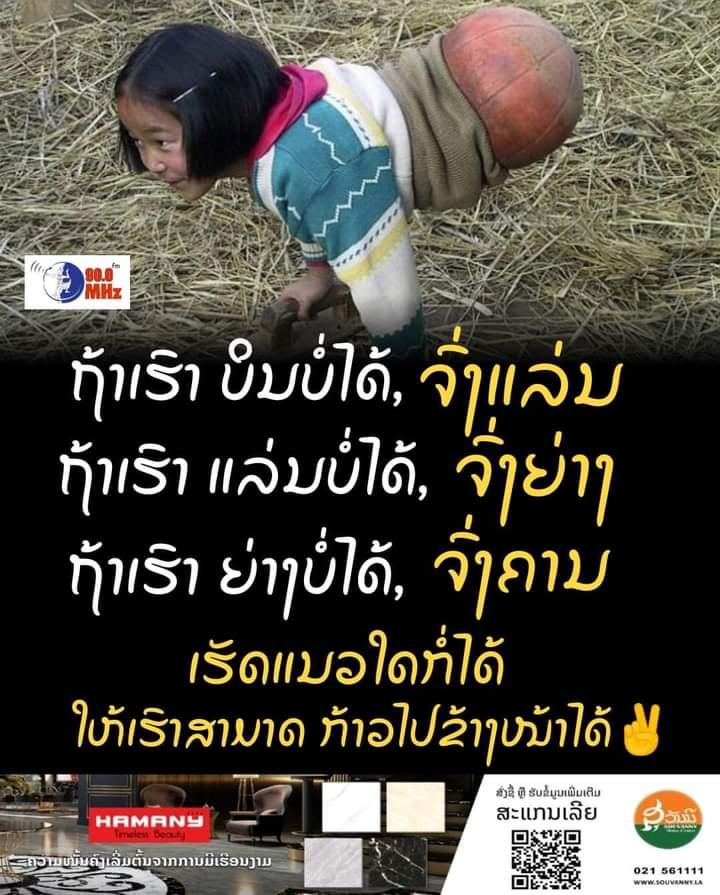 90.0 fm
MHz
ຖ້າເຮົາ ບິນບໍ່ໄດ້, ຈົ່ງແລ່ນ
ຖ້າເຮົາ ແລ່ນບໍ່ໄດ້, ຈົ່ງຍ່າງ
ຖ້າເຮົາ ຍ່າງບໍ່ໄດ້, ຈົ່ງຄານ
ເຮັດແນວໃດກໍ່ໄດ້
ໃຫ້ເຮົາສາມາດ ກ້າວໄປຂ້າງໜ້າໄດ້✌
HAMANY
Timeless Beauty
ຄວາມໝັ້ນຄົງເລີ່ມຕົ້ນຈາກການມີເຮືອນງາມ
ສັ່ງຊື້ ຫຼື ຮັບຂໍ້ມູນເພີ່ມເຕີມ
ສະແກນເລີຍ
SOUVANNY
Home Center
021 561111
WWW.SOUVANNY.LA